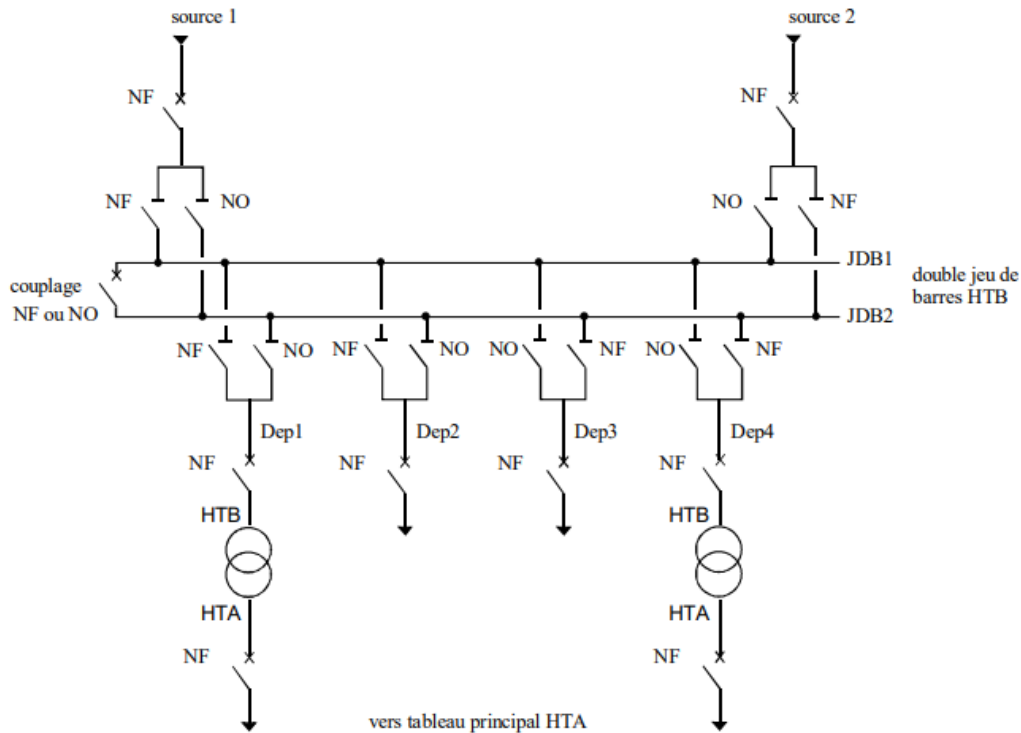 source 1
source 2
NF
NF
NF
NO
NO
NF
JDB1
double jeu de
barres HTB
couplage
NF ou NO
JDB2
NF
NO
NF
NO
NO
NF
NO
NF
Dep1
Dep2
Dep3
Dep4
NF
NF
NF
NF
HTB
HTB
HTA
HTA
NF
NF
vers tableau principal HTA